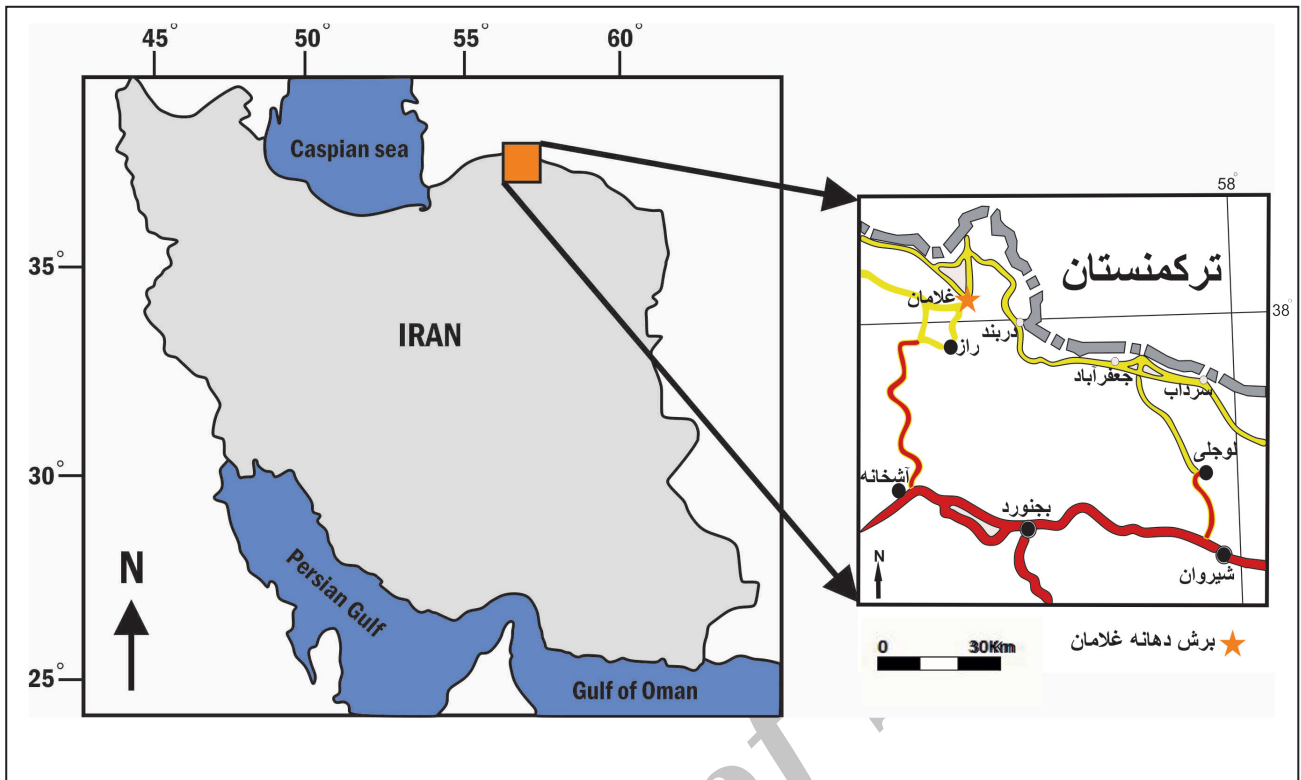 45° 50° 55° 60°
35°
30°
25°
Caspian sea
IRAN
Persian Gulf
Gulf of Oman
N
58°
38°
ترکمنستان
غلامان
دربند
راز
جعفرآباد
سرداب
لوجلی
آشخانه
بجنورد
شیروان
N
0 30Km
برش دهانه غلامان